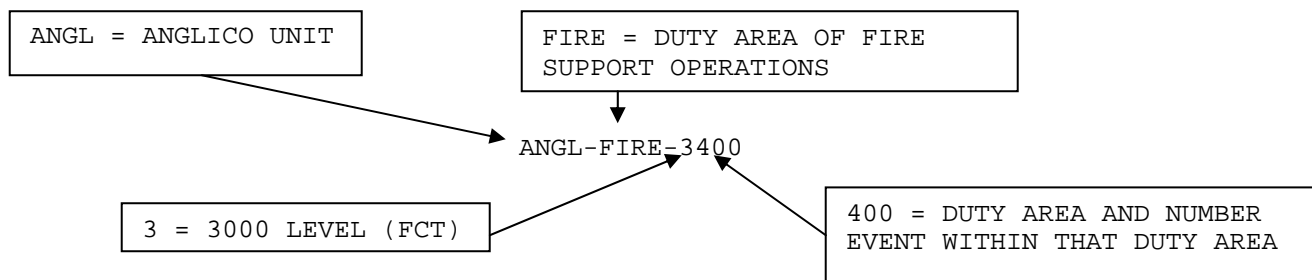 ANGL = ANGLICO UNIT
FIRE = DUTY AREA OF FIRE
SUPPORT OPERATIONS
ANGL-FIRE-3400
3 = 3000 LEVEL (FCT)
400 = DUTY AREA AND NUMBER
EVENT WITHIN THAT DUTY AREA